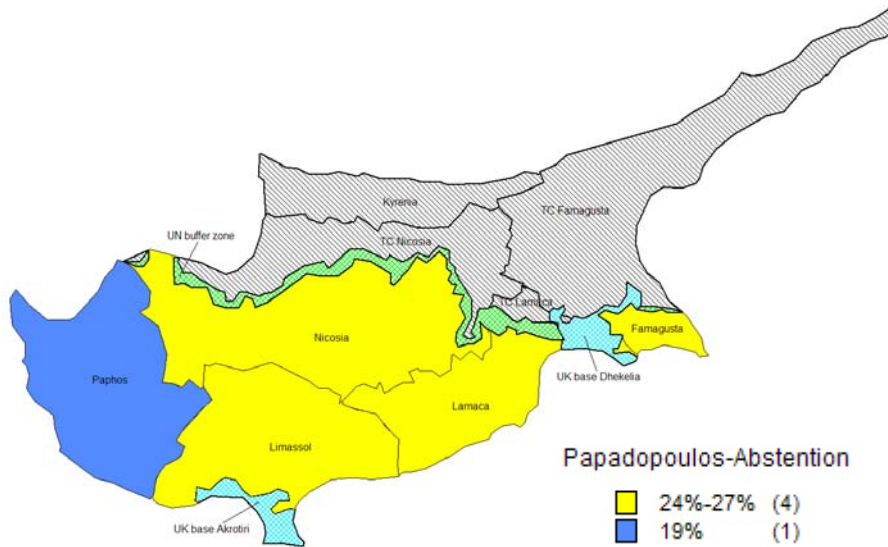 Kyrenia
TC Famagusta
UN buffer zone
TC Nicosia
TC Larnaca
Nicosia
Famagusta
Paphos
UK base Dhekelia
Larnaca
Limassol
UK base Akrotiri
Papadopoulos-Abstention
24%-27% (4)
19% (1)